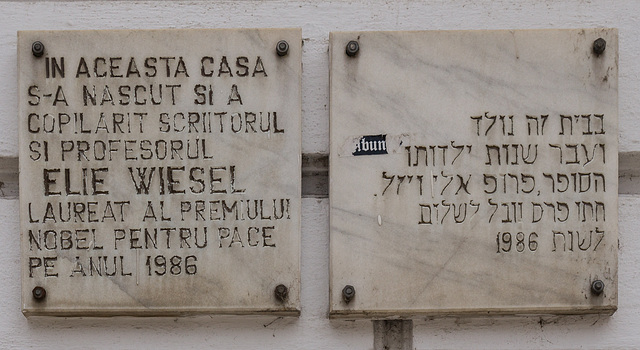 IN ACEASTA CASA
S-A NASCUT SI A
COPILARIT SCRIITORUL
SI PROFESORUL
ELIE WIESEL
LAUREAT AL PREMIULUI
NOBEL PENTRU PACE
PE ANUL 1986
בבית זה נולד
ועבר שנות ילדותו
הסופר, פרופ אלי ויזל.
חתן פרס נובל לשלום
לשנת 1986